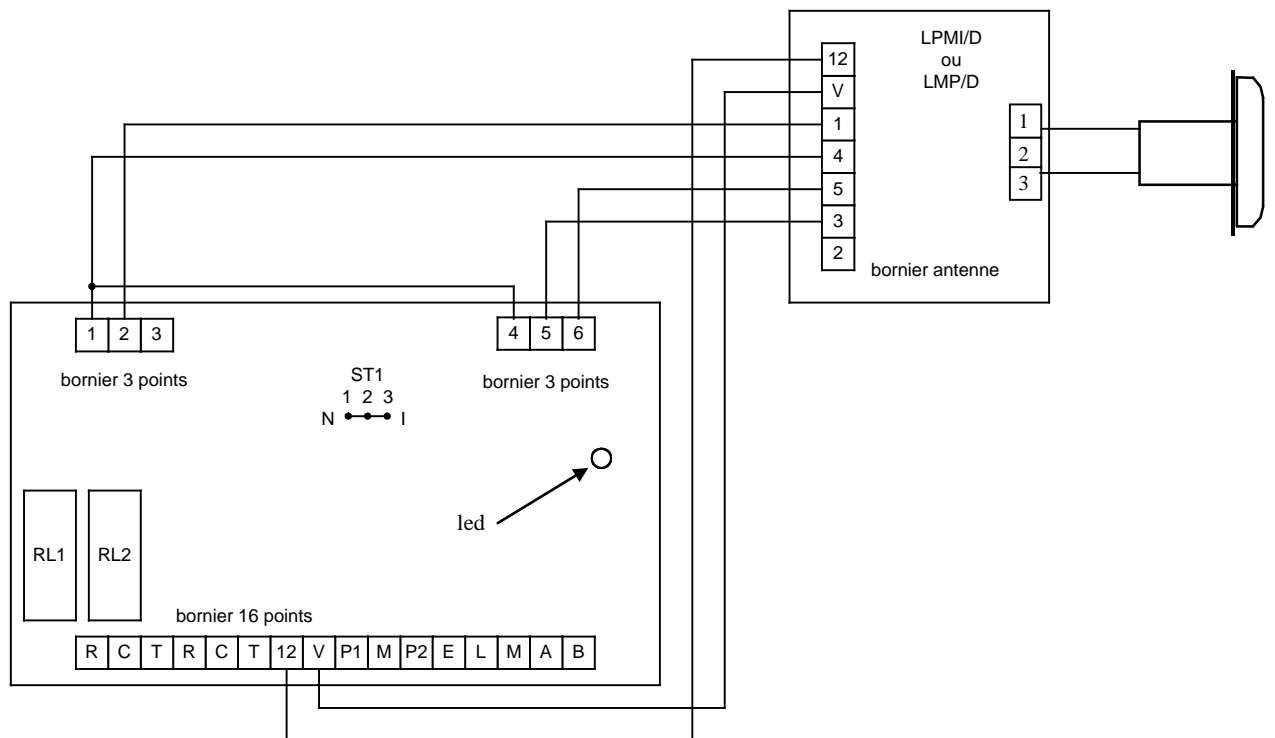 LPMI/D
ou
LMP/D
12
V
1
4
5
3
2
1
2
3
bornier antenne
1 2 3
4 5 6
bornier 3 points
bornier 3 points
ST1
1 2 3
N I
led
RL1 RL2
bornier 16 points
R C T R C T 12 V P1 M P2 E L M A B